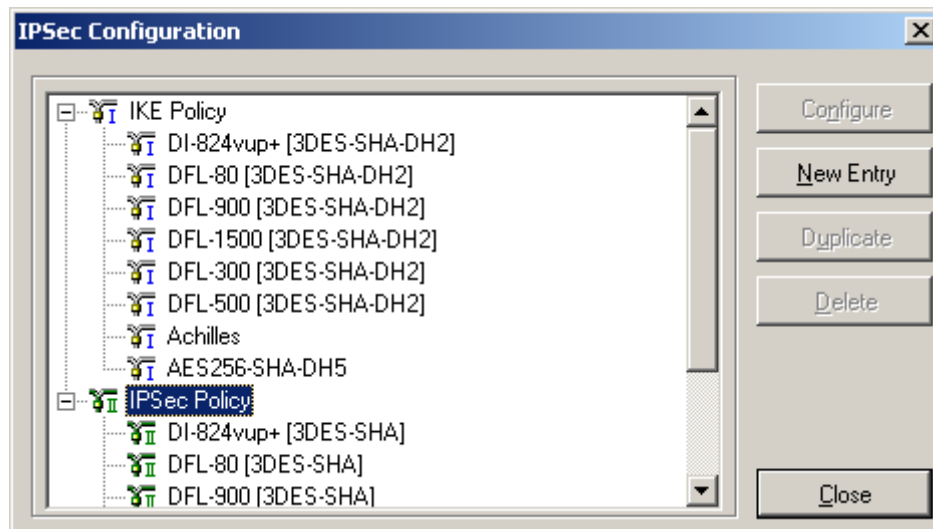 IPSec Configuration
IKE Policy
DI-824vup+ [3DES-SHA-DH2]
DFL-80 [3DES-SHA-DH2]
DFL-900 [3DES-SHA-DH2]
DFL-1500 [3DES-SHA-DH2]
DFL-300 [3DES-SHA-DH2]
DFL-500 [3DES-SHA-DH2]
Achilles
AES256-SHA-DH5
IPSec Policy
DI-824vup+ [3DES-SHA]
DFL-80 [3DES-SHA]
DFL-900 [3DES-SHA]
Configure
New Entry
Duplicate
Delete
Close